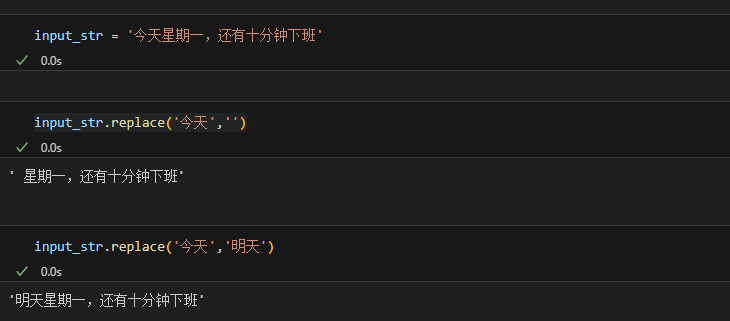 input_str = '今天星期一，还有十分钟下班'
0.0s
input_str.replace('今天','')
0.0s
' 星期一，还有十分钟下班'
input_str.replace('今天','明天')
0.0s
'明天星期一，还有十分钟下班'